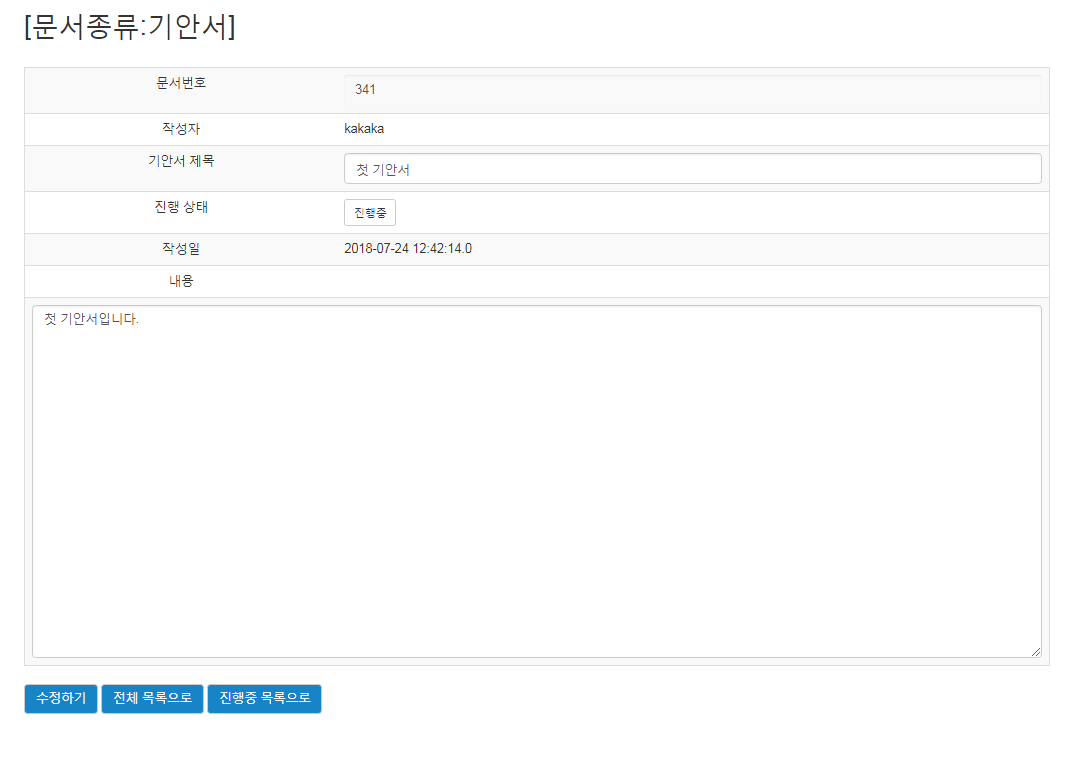 [문서종류:기안서]
문서번호 341
작성자 kakaka
기안서 제목 첫 기안서
진행 상태 진행중
작성일 2018-07-24 12:42:14.0
내용
첫 기안서입니다.
수정하기 전체 목록으로 진행중 목록으로